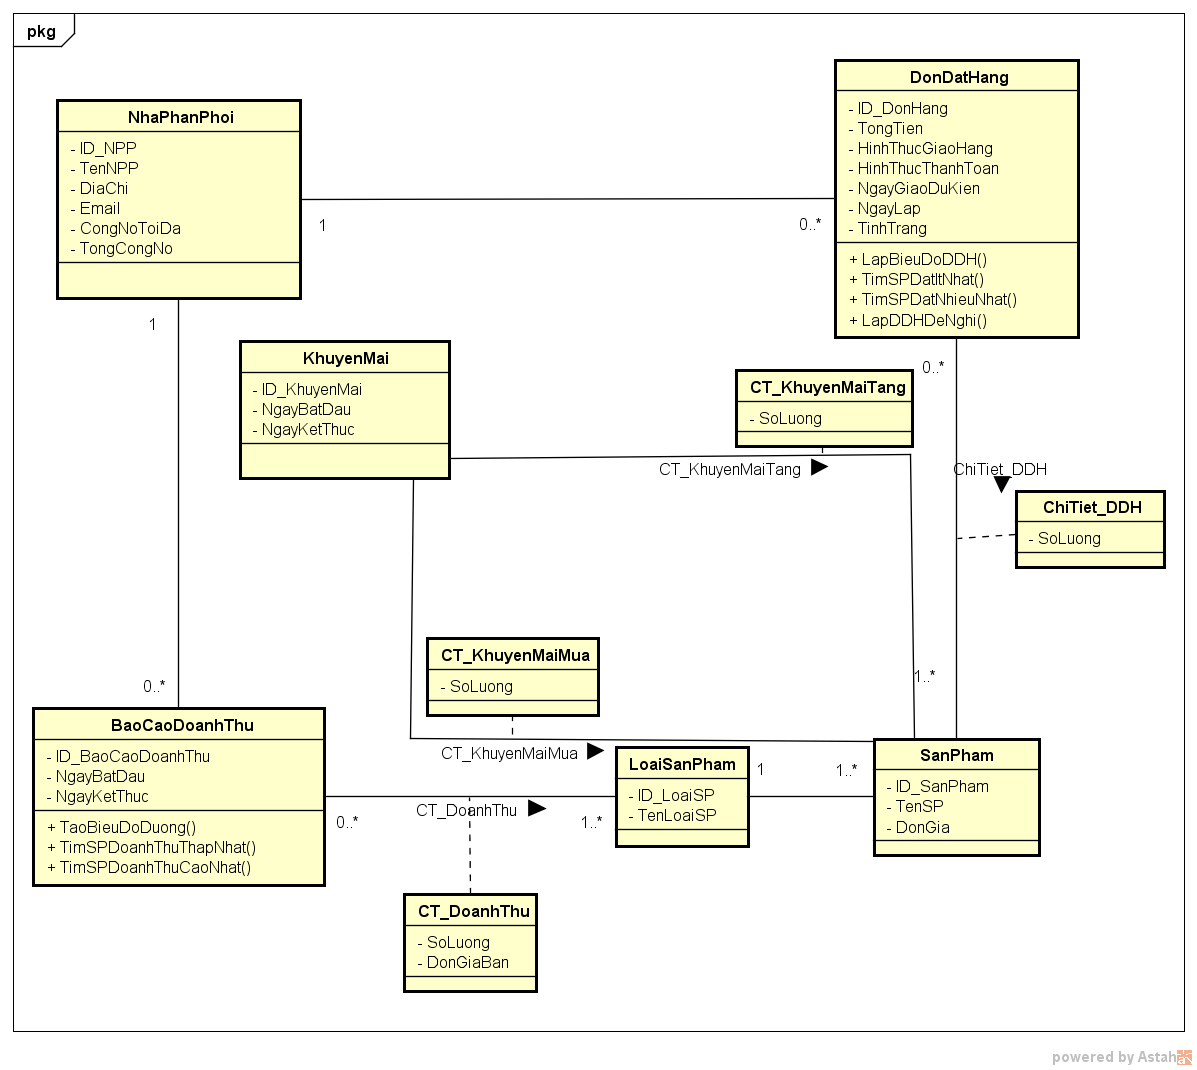 pkg
NhaPhanPhoi
- ID_NPP
- TenNPP
- DiaChi
- Email
- CongNoToiDa
- TongCongNo
DonDatHang
- ID_DonHang
- TongTien
- HinhThucGiaoHang
- HinhThucThanhToan
- NgayGiaoDuKien
- NgayLap
- TinhTrang
+ LapBieuDoDDH()
+ TimSPDatItNhat()
+ TimSPDatNhieuNhat()
+ LapDDHDeNghi()
1
0..*
1
0..*
KhuyenMai
- ID_KhuyenMai
- NgayBatDau
- NgayKetThuc
CT_KhuyenMaiTang
- SoLuong
CT_KhuyenMaiTang
0..*
ChiTiet_DDH
ChiTiet_DDH
- SoLuong
1..*
CT_KhuyenMaiMua
- SoLuong
CT_KhuyenMaiMua
BaoCaoDoanhThu
- ID_BaoCaoDoanhThu
- NgayBatDau
- NgayKetThuc
+ TaoBieuDoDuong()
+ TimSPDoanhThuThapNhat()
+ TimSPDoanhThuCaoNhat()
0..*
CT_DoanhThu
1..*
LoaiSanPham
- ID_LoaiSP
- TenLoaiSP
1
1..*
SanPham
- ID_SanPham
- TenSP
- DonGia
CT_DoanhThu
- SoLuong
- DonGiaBan
powered by Astah